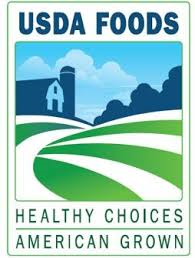 USDA FOODS
HEALTHY CHOICES
AMERICAN GROWN